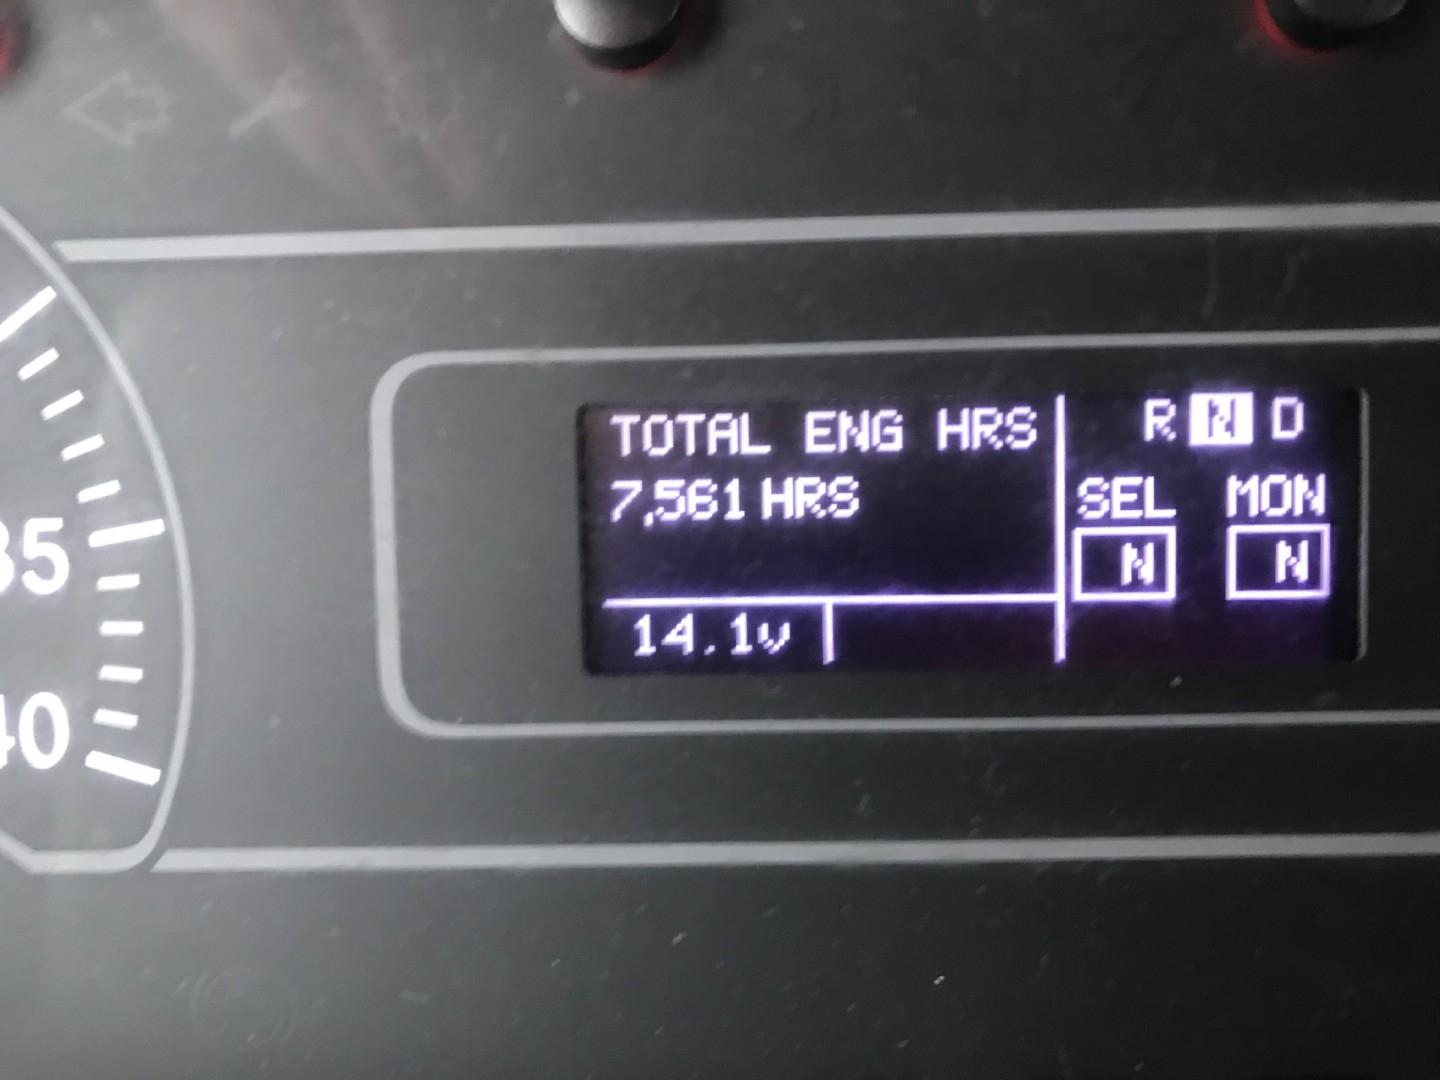 TOTAL ENG HRS
7,561 HRS
14.1v
R N D
SEL MON
N N
35
40